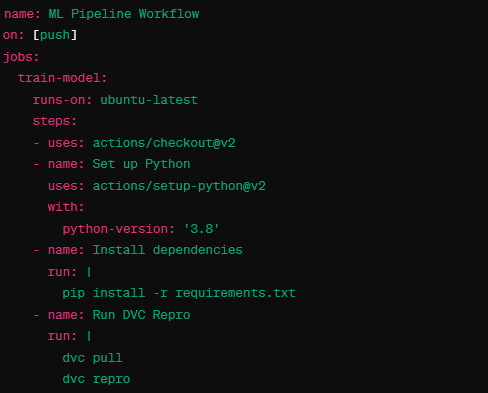 name: ML Pipeline Workflow
on: [push]
jobs:
  train-model:
    runs-on: ubuntu-latest
    steps:
    - uses: actions/checkout@v2
    - name: Set up Python
      uses: actions/setup-python@v2
      with:
        python-version: '3.8'
    - name: Install dependencies
      run: |
        pip install -r requirements.txt
    - name: Run DVC Repro
      run: |
        dvc pull
        dvc repro